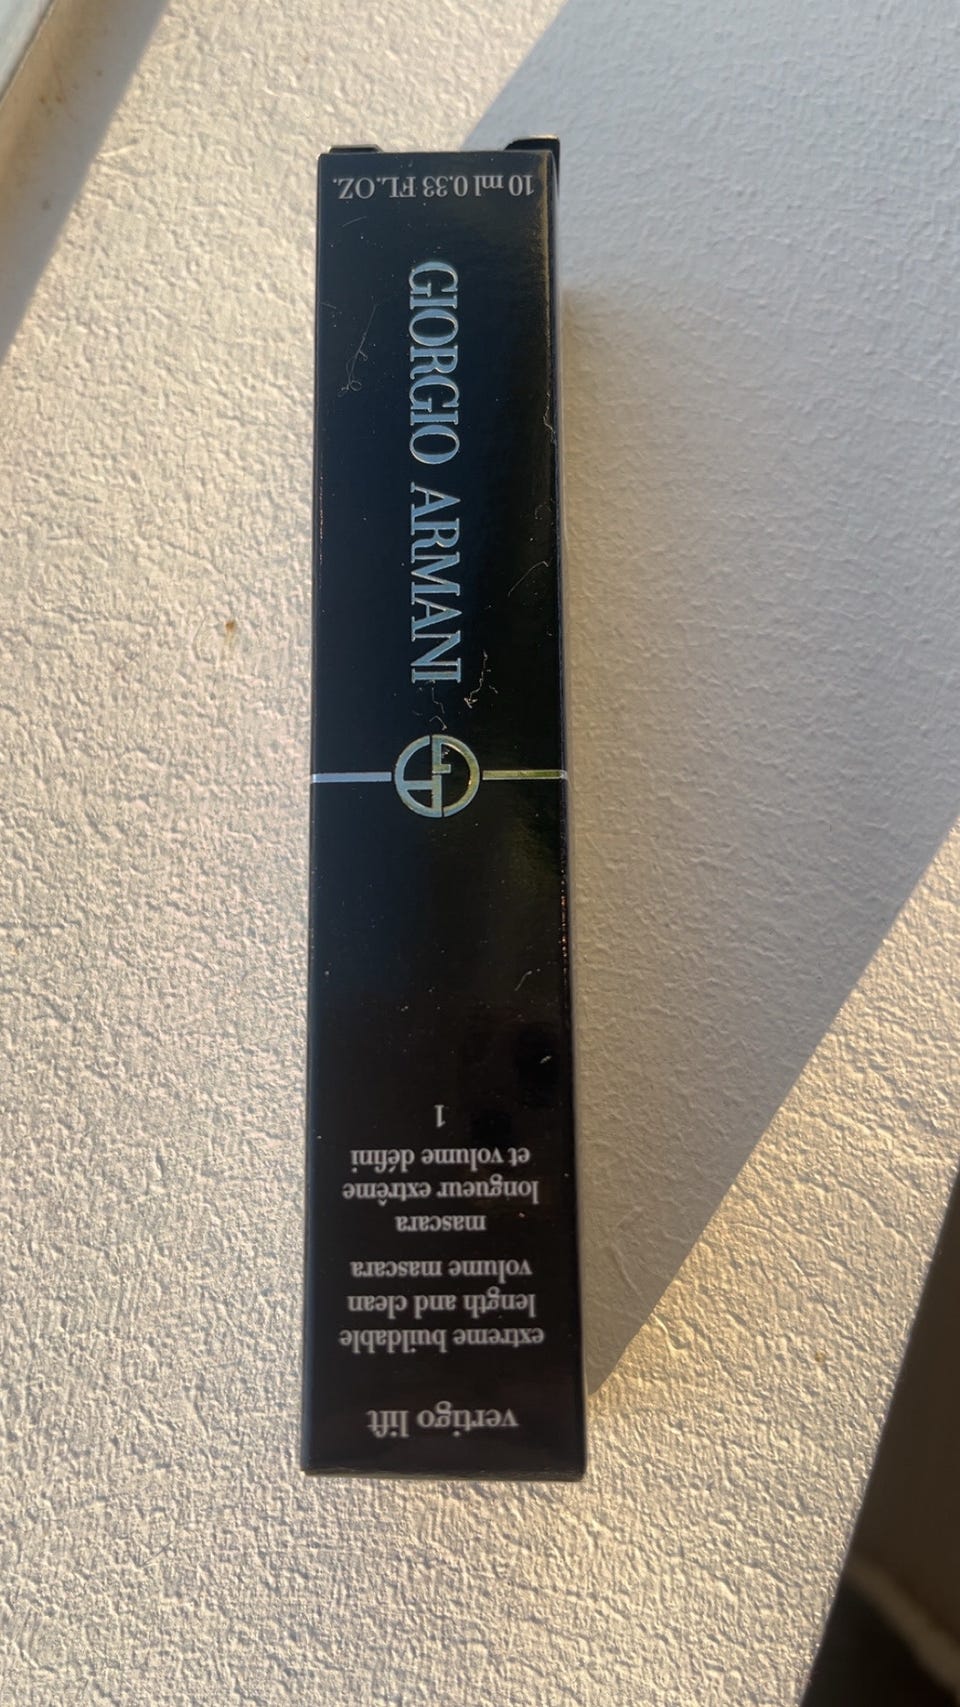 vertigo lift
extreme buildable
length and clean
volume mascara
mascara
longueur extrême
et volume défini
1
GIORGIO ARMANI
10 ml 0.33 FL.OZ.